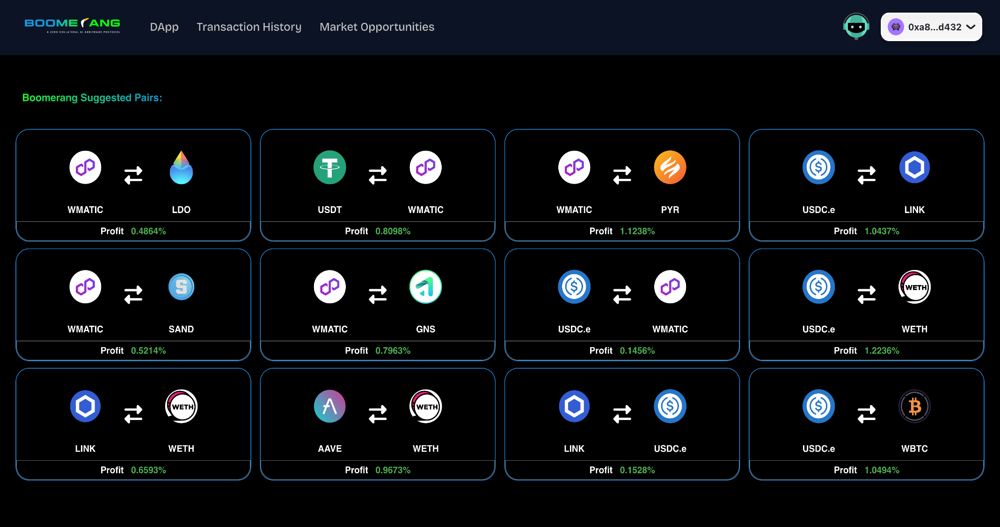 BOOMERANG
A ZERO COLLATERAL AI ARBITRAGE PROTOCOL
DApp Transaction History Market Opportunities
0xa8...d432
Boomerang Suggested Pairs:
WMATIC LDO
Profit 0.4864%
USDT WMATIC
Profit 0.8098%
WMATIC PYR
Profit 1.1238%
USDC.e LINK
Profit 1.0437%
WMATIC SAND
Profit 0.5214%
WMATIC GNS
Profit 0.7963%
USDC.e WMATIC
Profit 0.1456%
WETH
USDC.e WETH
Profit 1.2236%
WETH
LINK WETH
Profit 0.6593%
WETH
AAVE WETH
Profit 0.9673%
LINK USDC.e
Profit 0.1528%
USDC.e WBTC
Profit 1.0494%